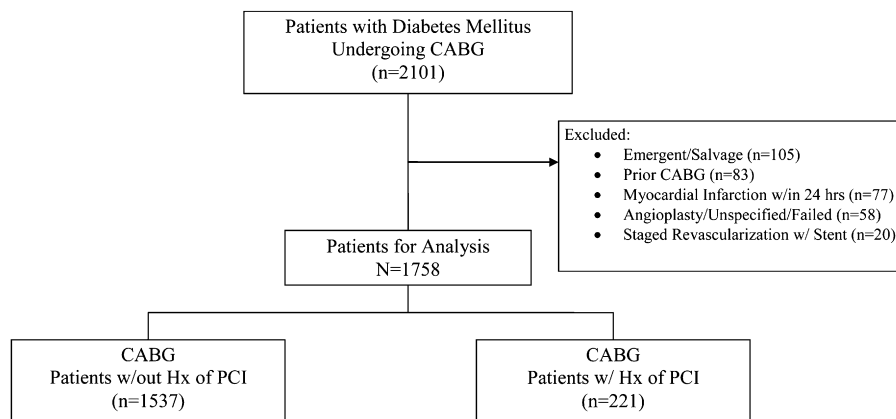 Patients with Diabetes Mellitus
Undergoing CABG
(n=2101)
Excluded:
• Emergent/Salvage (n=105)
• Prior CABG (n=83)
• Myocardial Infarction w/in 24 hrs (n=77)
• Angioplasty/Unspecified/Failed (n=58)
• Staged Revascularization w/ Stent (n=20)
Patients for Analysis
N=1758
CABG
Patients w/out Hx of PCI
(n=1537)
CABG
Patients w/ Hx of PCI
(n=221)